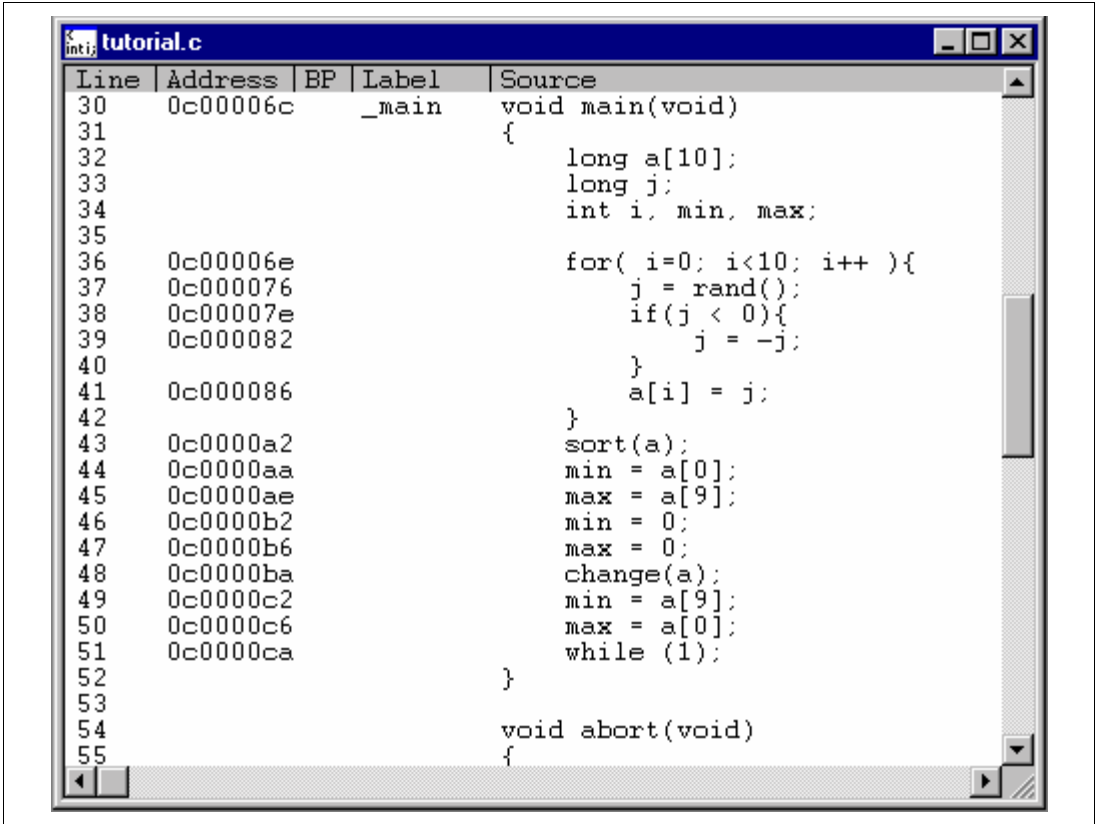 tutorial.c
Line Address BP Label Source
30 0c00006c _main void main(void)
31 {
32 long a[10];
33 long j;
34 int i, min, max;
35
36 0c00006e for( i=0; i<10; i++ ){
37 0c000076 j = rand();
38 0c00007e if(j < 0){
39 0c000082 j = -j;
40 }
41 0c000086 a[i] = j;
42 }
43 0c0000a2 sort(a);
44 0c0000aa min = a[0];
45 0c0000ae max = a[9];
46 0c0000b2 min = 0;
47 0c0000b6 max = 0;
48 0c0000ba change(a);
49 0c0000c2 min = a[9];
50 0c0000c6 max = a[0];
51 0c0000ca while (1);
52 }
53
54 void abort(void)
55 {